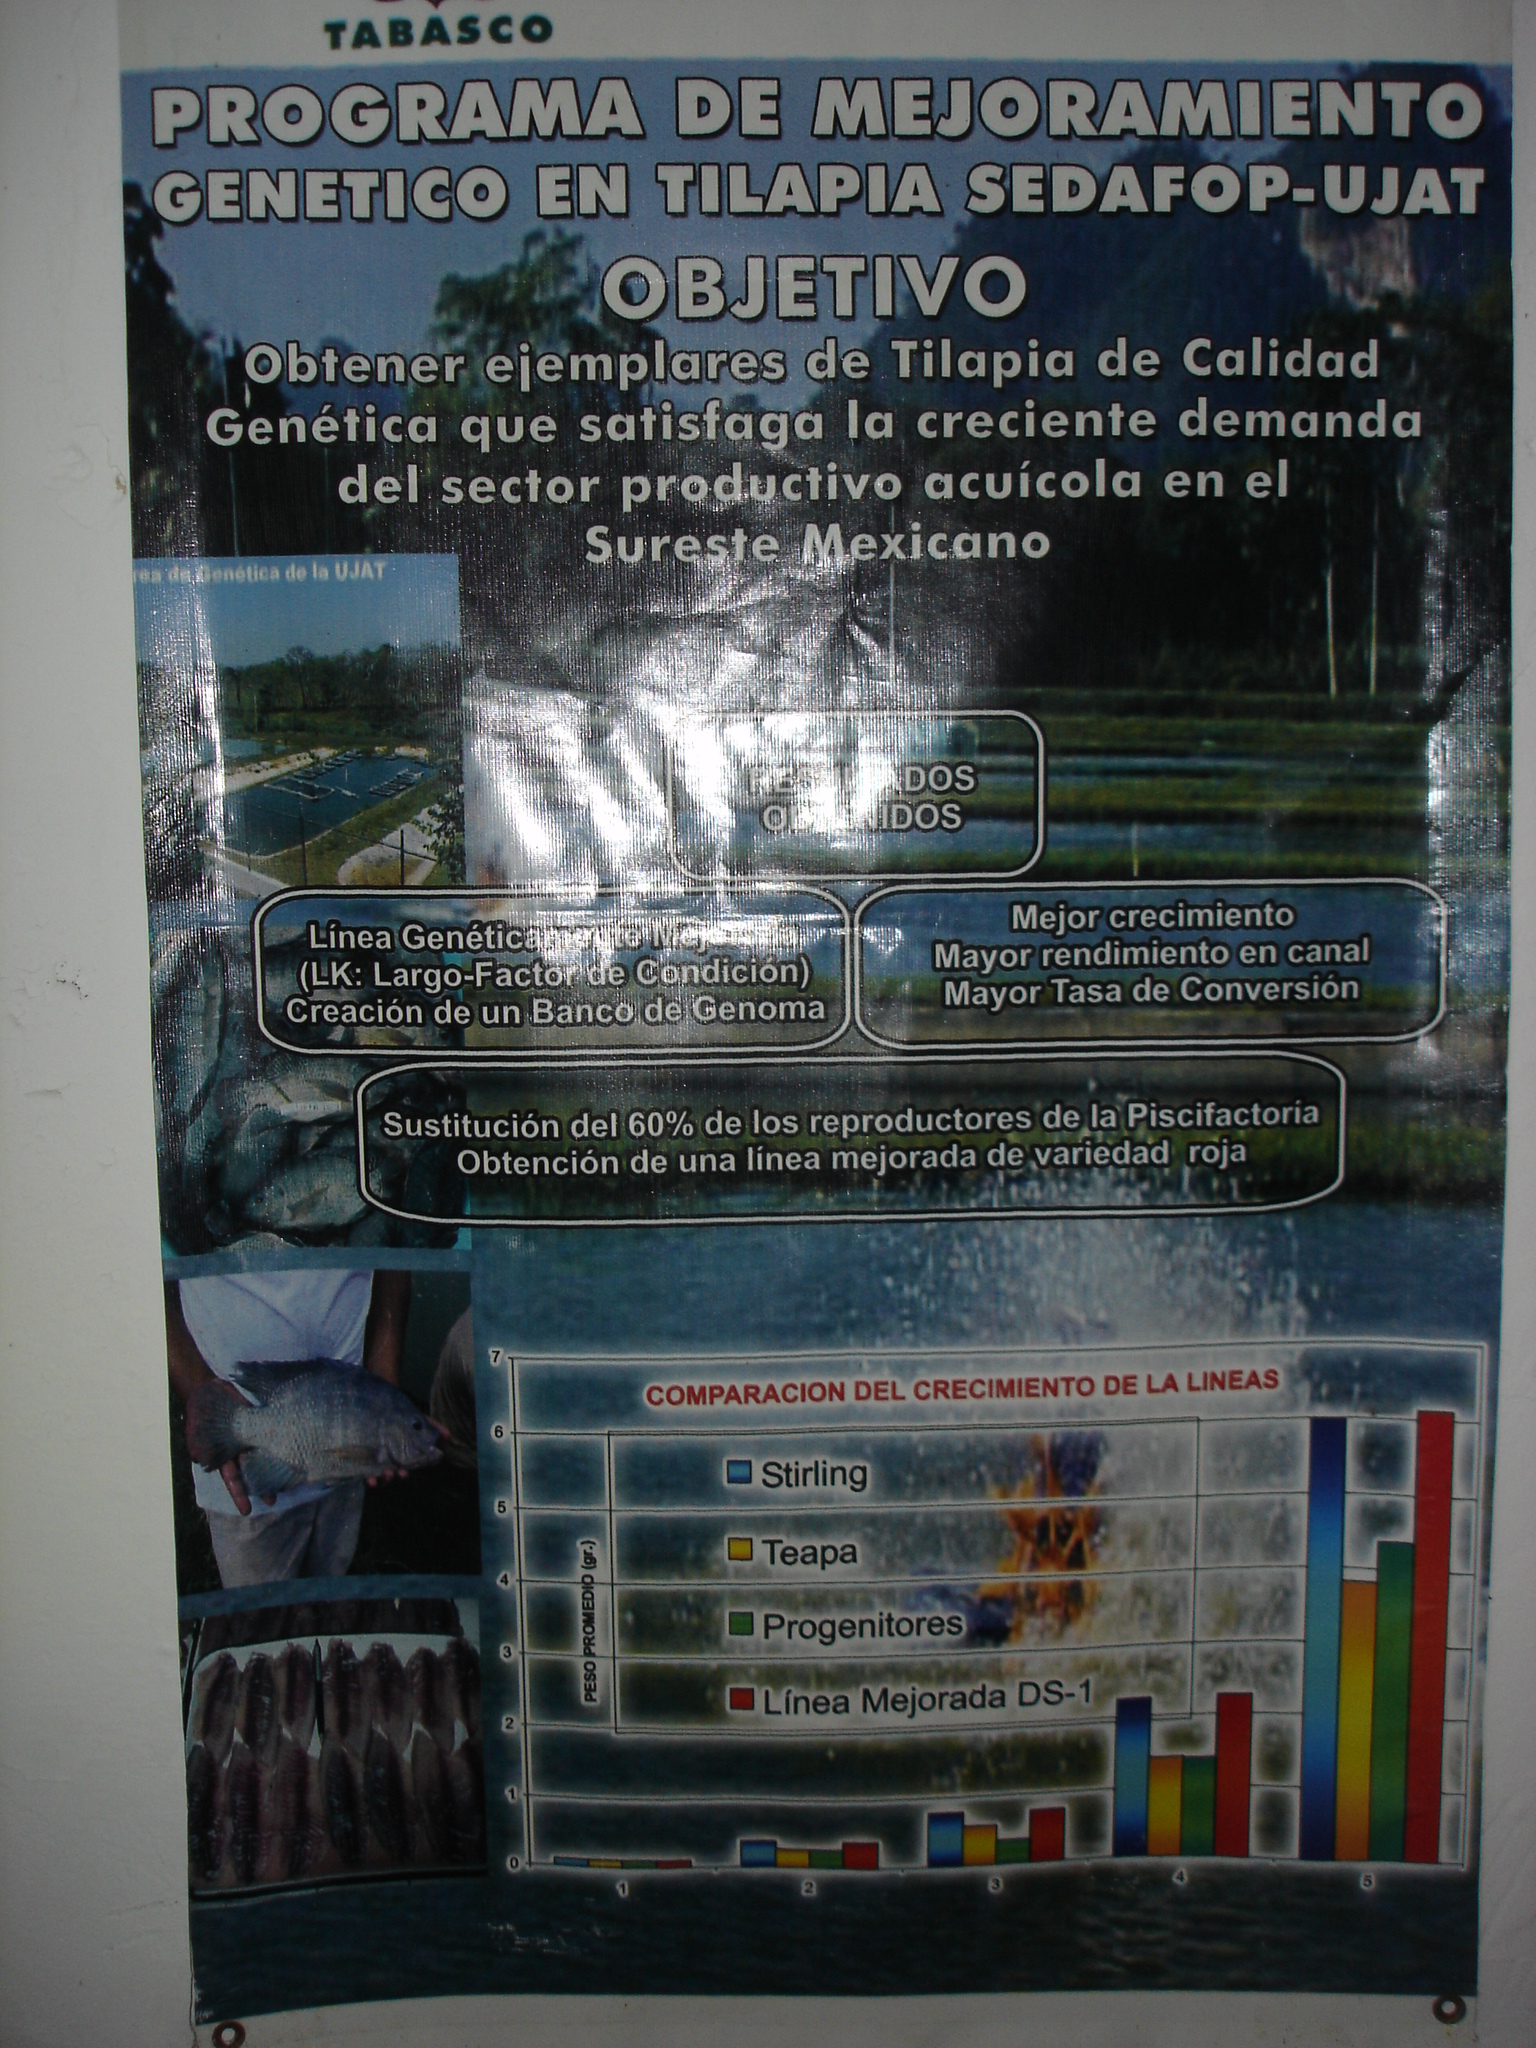 TABASCO
PROGRAMA DE MEJORAMIENTO
GENETICO EN TILAPIA SEDAFOP-UJAT
OBJETIVO
Obtener ejemplares de Tilapia de Calidad
Genética que satisfaga la creciente demanda
del sector productivo acuícola en el
Sureste Mexicano
de Genética de la UJAT
RESULTADOS
OBTENIDOS
Línea Genéticamente Mejorada
(LK: Largo-Factor de Condición)
Creación de un Banco de Genoma
Mejor crecimiento
Mayor rendimiento en canal
Mayor Tasa de Conversión
Sustitución del 60% de los reproductores de la Piscifactoria
Obtención de una línea mejorada de variedad roja
COMPARACION DEL CRECIMIENTO DE LA LINEAS
7
6
5
4
3
2
1
0
PESO PROMEDIO (gr.)
Stirling
Teapa
Progenitores
Línea Mejorada DS-1
1 2 3 4 5